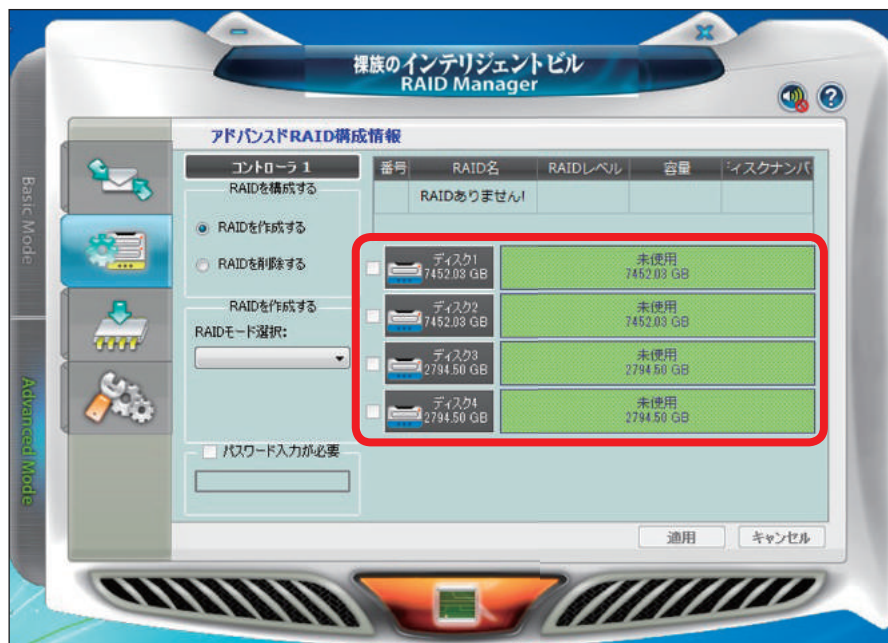 裸族のインテリジェントビル
RAID Manager
アドバンスドRAID構成情報
Basic Mode
Advanced Mode
コントローラ 1
RAIDを構成する
RAIDを作成する
RAIDを削除する
RAIDを作成する
RAIDモード選択:
パスワード入力が必要
番号 RAID名 RAIDレベル 容量 ィスクナンバ
RAIDありません!
ディスク1
7452.03 GB
未使用
7452.03 GB
ディスク2
7452.03 GB
未使用
7452.03 GB
ディスク3
2794.50 GB
未使用
2794.50 GB
ディスク4
2794.50 GB
未使用
2794.50 GB
適用 キャンセル